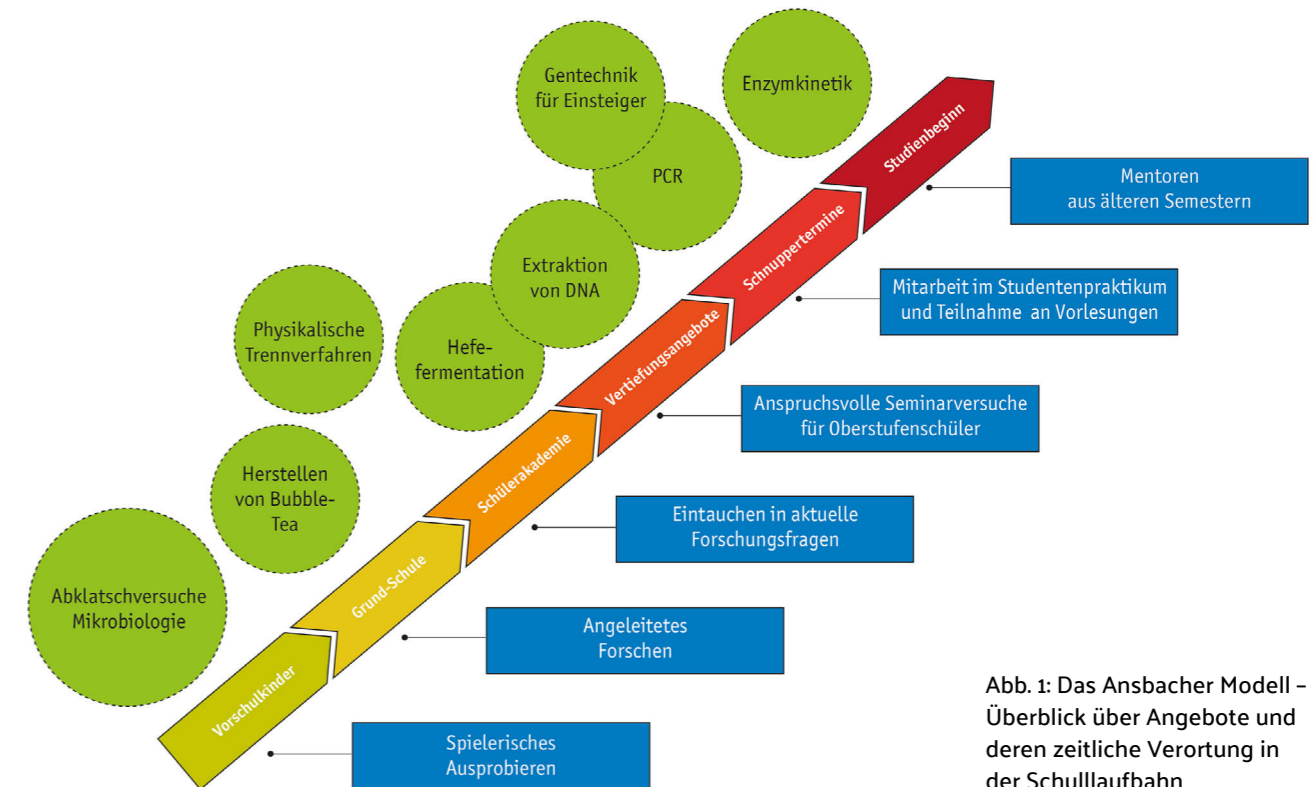 Gentechnik
für Einsteiger
Enzymkinetik
PCR
Extraktion
von DNA
Physikalische
Trennverfahren
Hefe-
fermentation
Herstellen
von Bubble-
Tea
Abklatschversuche
Mikrobiologie
Studienbeginn
Schnuppertermine
Vertiefungsangebote
Schülerakademie
Grund-Schule
Vorschulkinder
Mentoren
aus älteren Semestern
Mitarbeit im Studentenpraktikum
und Teilnahme an Vorlesungen
Anspruchsvolle Seminarversuche
für Oberstufenschüler
Eintauchen in aktuelle
Forschungsfragen
Angeleitetes
Forschen
Spielerisches
Ausprobieren
Abb. 1: Das Ansbacher Modell –
Überblick über Angebote und
deren zeitliche Verortung in
der Schulllaufbahn